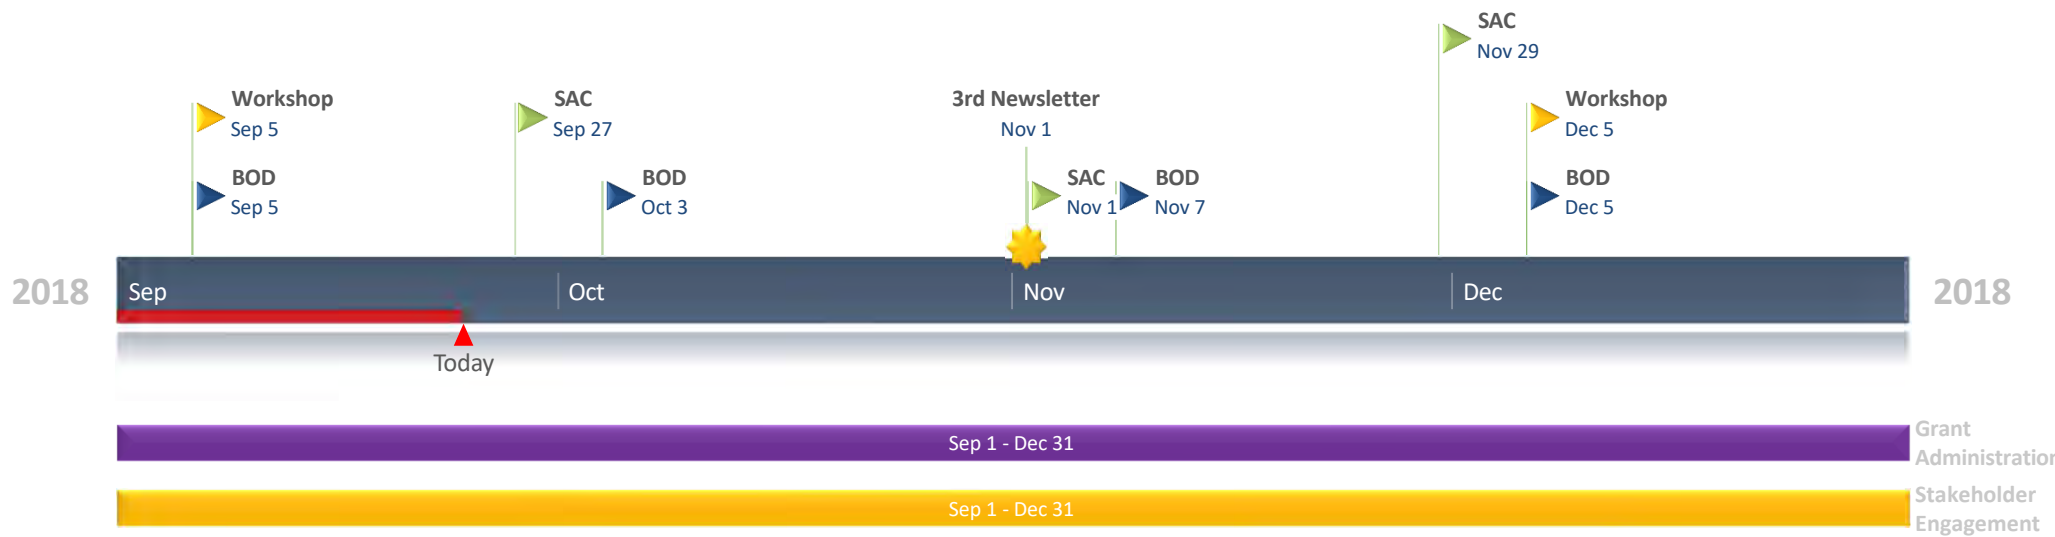 SAC
Nov 29
Workshop
Sep 5
SAC
Sep 27
3rd Newsletter
Nov 1
Workshop
Dec 5
BOD
Sep 5
BOD
Oct 3
SAC
Nov 1
BOD
Nov 7
BOD
Dec 5
2018
Sep
Oct
Nov
Dec
2018
Today
Sep 1 - Dec 31
Grant
Administration
Sep 1 - Dec 31
Stakeholder
Engagement